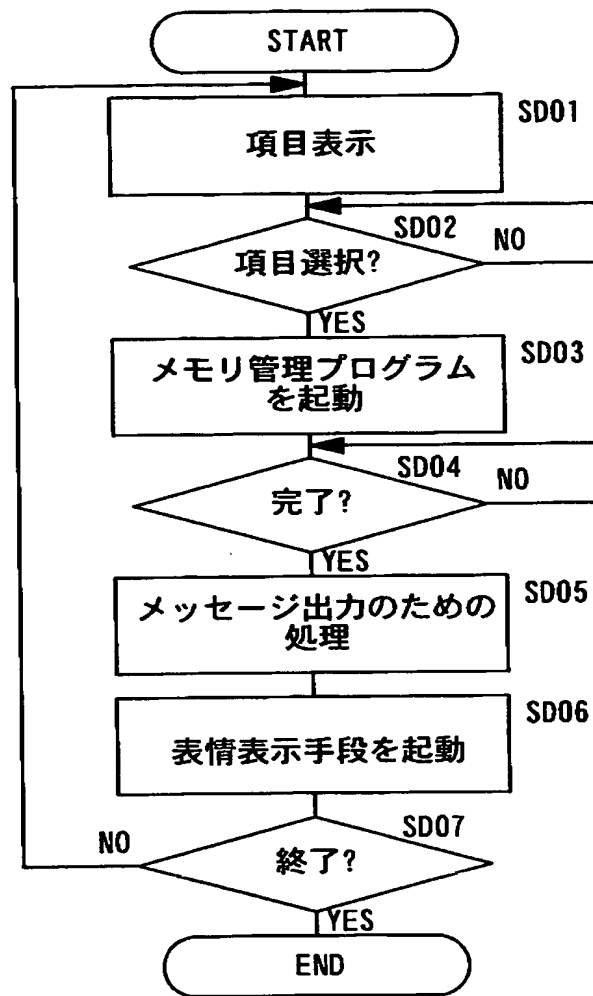 START
SD01
項目表示
SD02
項目選択?
NO
YES
SD03
メモリ管理プログラム
を起動
SD04
完了?
NO
YES
SD05
メッセージ出力のための
処理
SD06
表情表示手段を起動
SD07
NO
終了?
YES
END